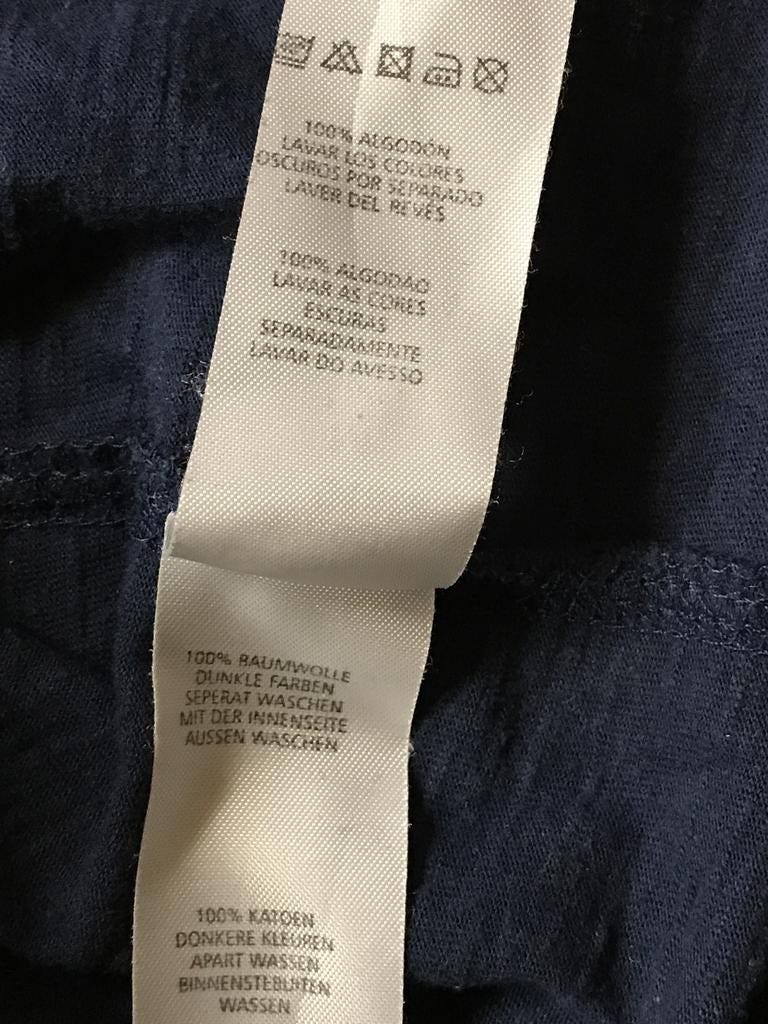 100% ALGODÓN
LAVAR LOS COLORES
OSCUROS POR SEPARADO
LAVER DEL REVÉS
100% ALGODAO
LAVAR AS CORES
ESCURAS
SEPARADAMENTE
LAVAR DO AVESSO
100% BAUMWOLLE
DUNKLE FARBEN
SEPERAT WASCHEN
MIT DER INNENSEITE
AUSSEN WASCHEN
100% KATOEN
DONKERE KLEUREN
APART WASSEN
BINNENSTEBUITEN
WASSEN